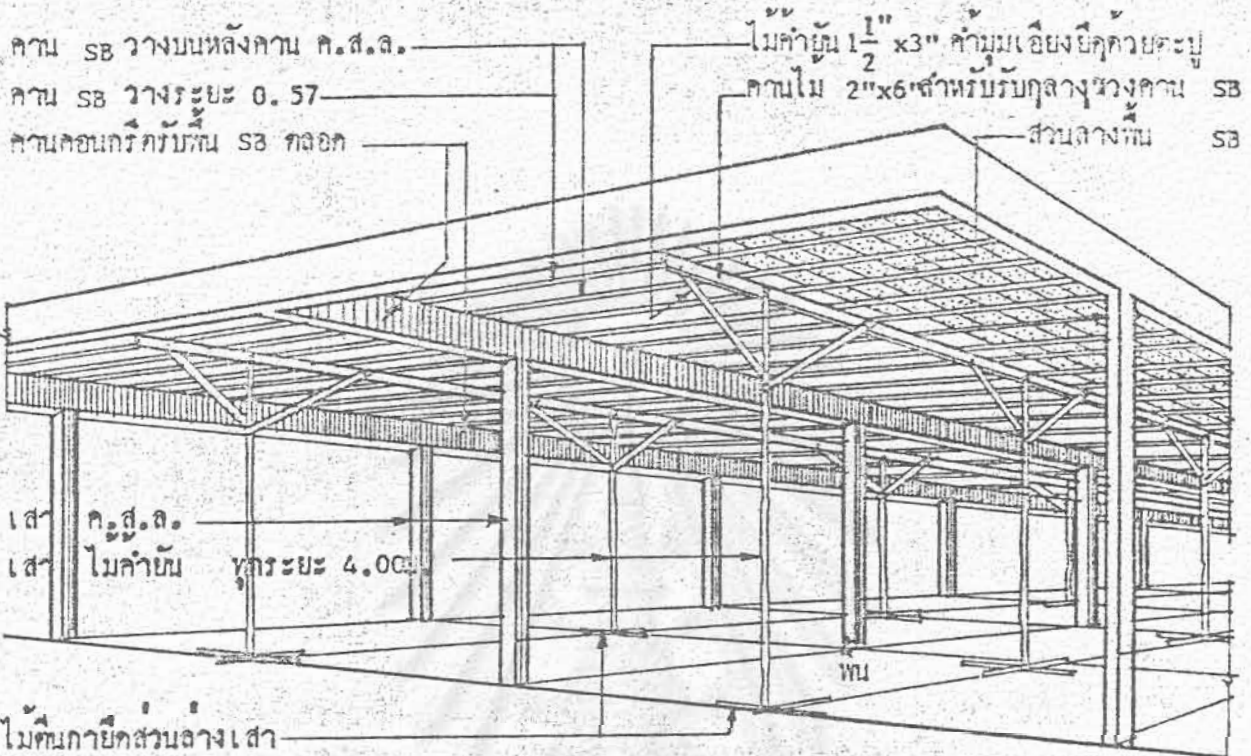 คาน SB วางบนหลังคาน ค.ส.ล.
คาน SB วางระยะ 0.57
คานคอนกรีตรับพื้น SB ตลอด
ไม้ค้ำยัน 1 1/2" x3" ค้ำมุมเอียงยึดด้วยตะปู
คานไม้ 2"x6" สำหรับรับกลางช่วงคาน SB
ส่วนล่างพื้น SB
เสา ค.ส.ล.
เสา ไม้ค้ำยัน ทุกระยะ 4.00
พื้น
ไม้ตีนกายึดส่วนล่างเสา